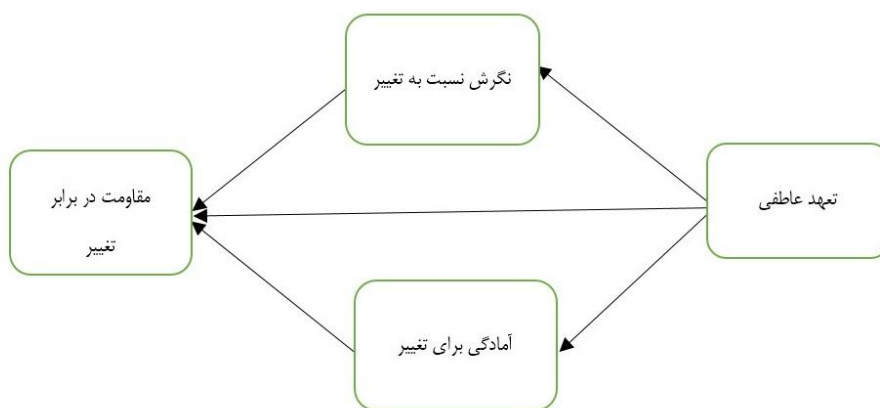 نگرش نسبت به تغییر
تعهد عاطفی
مقاومت در برابر
تغییر
آمادگی برای تغییر